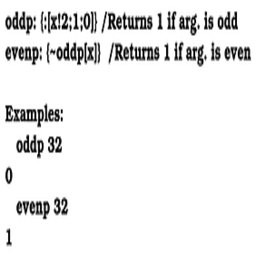 oddp: {:[x!2;1;0]} /Returns 1 if arg. is odd
evenp: {~oddp[x]} /Returns 1 if arg. is even
Examples:
oddp 32
0
evenp 32
1